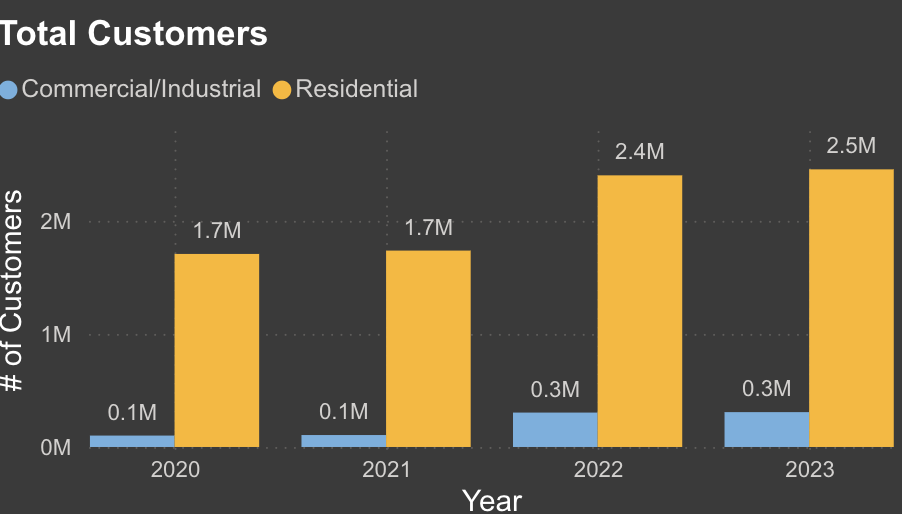 Total Customers
Commercial/Industrial Residential
# of Customers
2M
1M
0M
0.1M
1.7M
0.1M
1.7M
0.3M
2.4M
0.3M
2.5M
2020 2021 2022 2023
Year